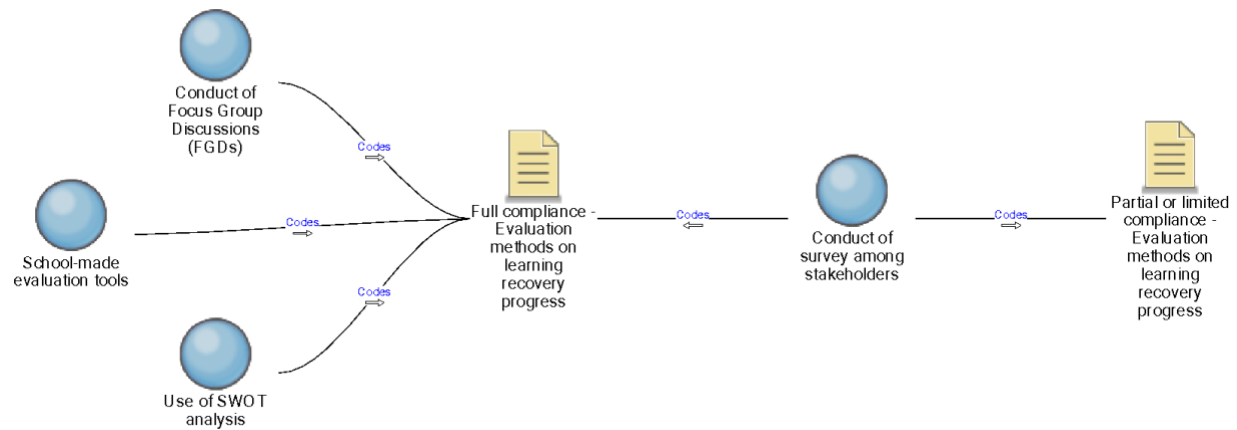 Conduct of
Focus Group
Discussions
(FGDs)
Codes
School-made
evaluation tools
Codes
Use of SWOT
analysis
Codes
Full compliance -
Evaluation
methods on
learning
recovery
progress
Codes
Conduct of
survey among
stakeholders
Codes
Partial or limited
compliance -
Evaluation
methods on
learning
recovery
progress